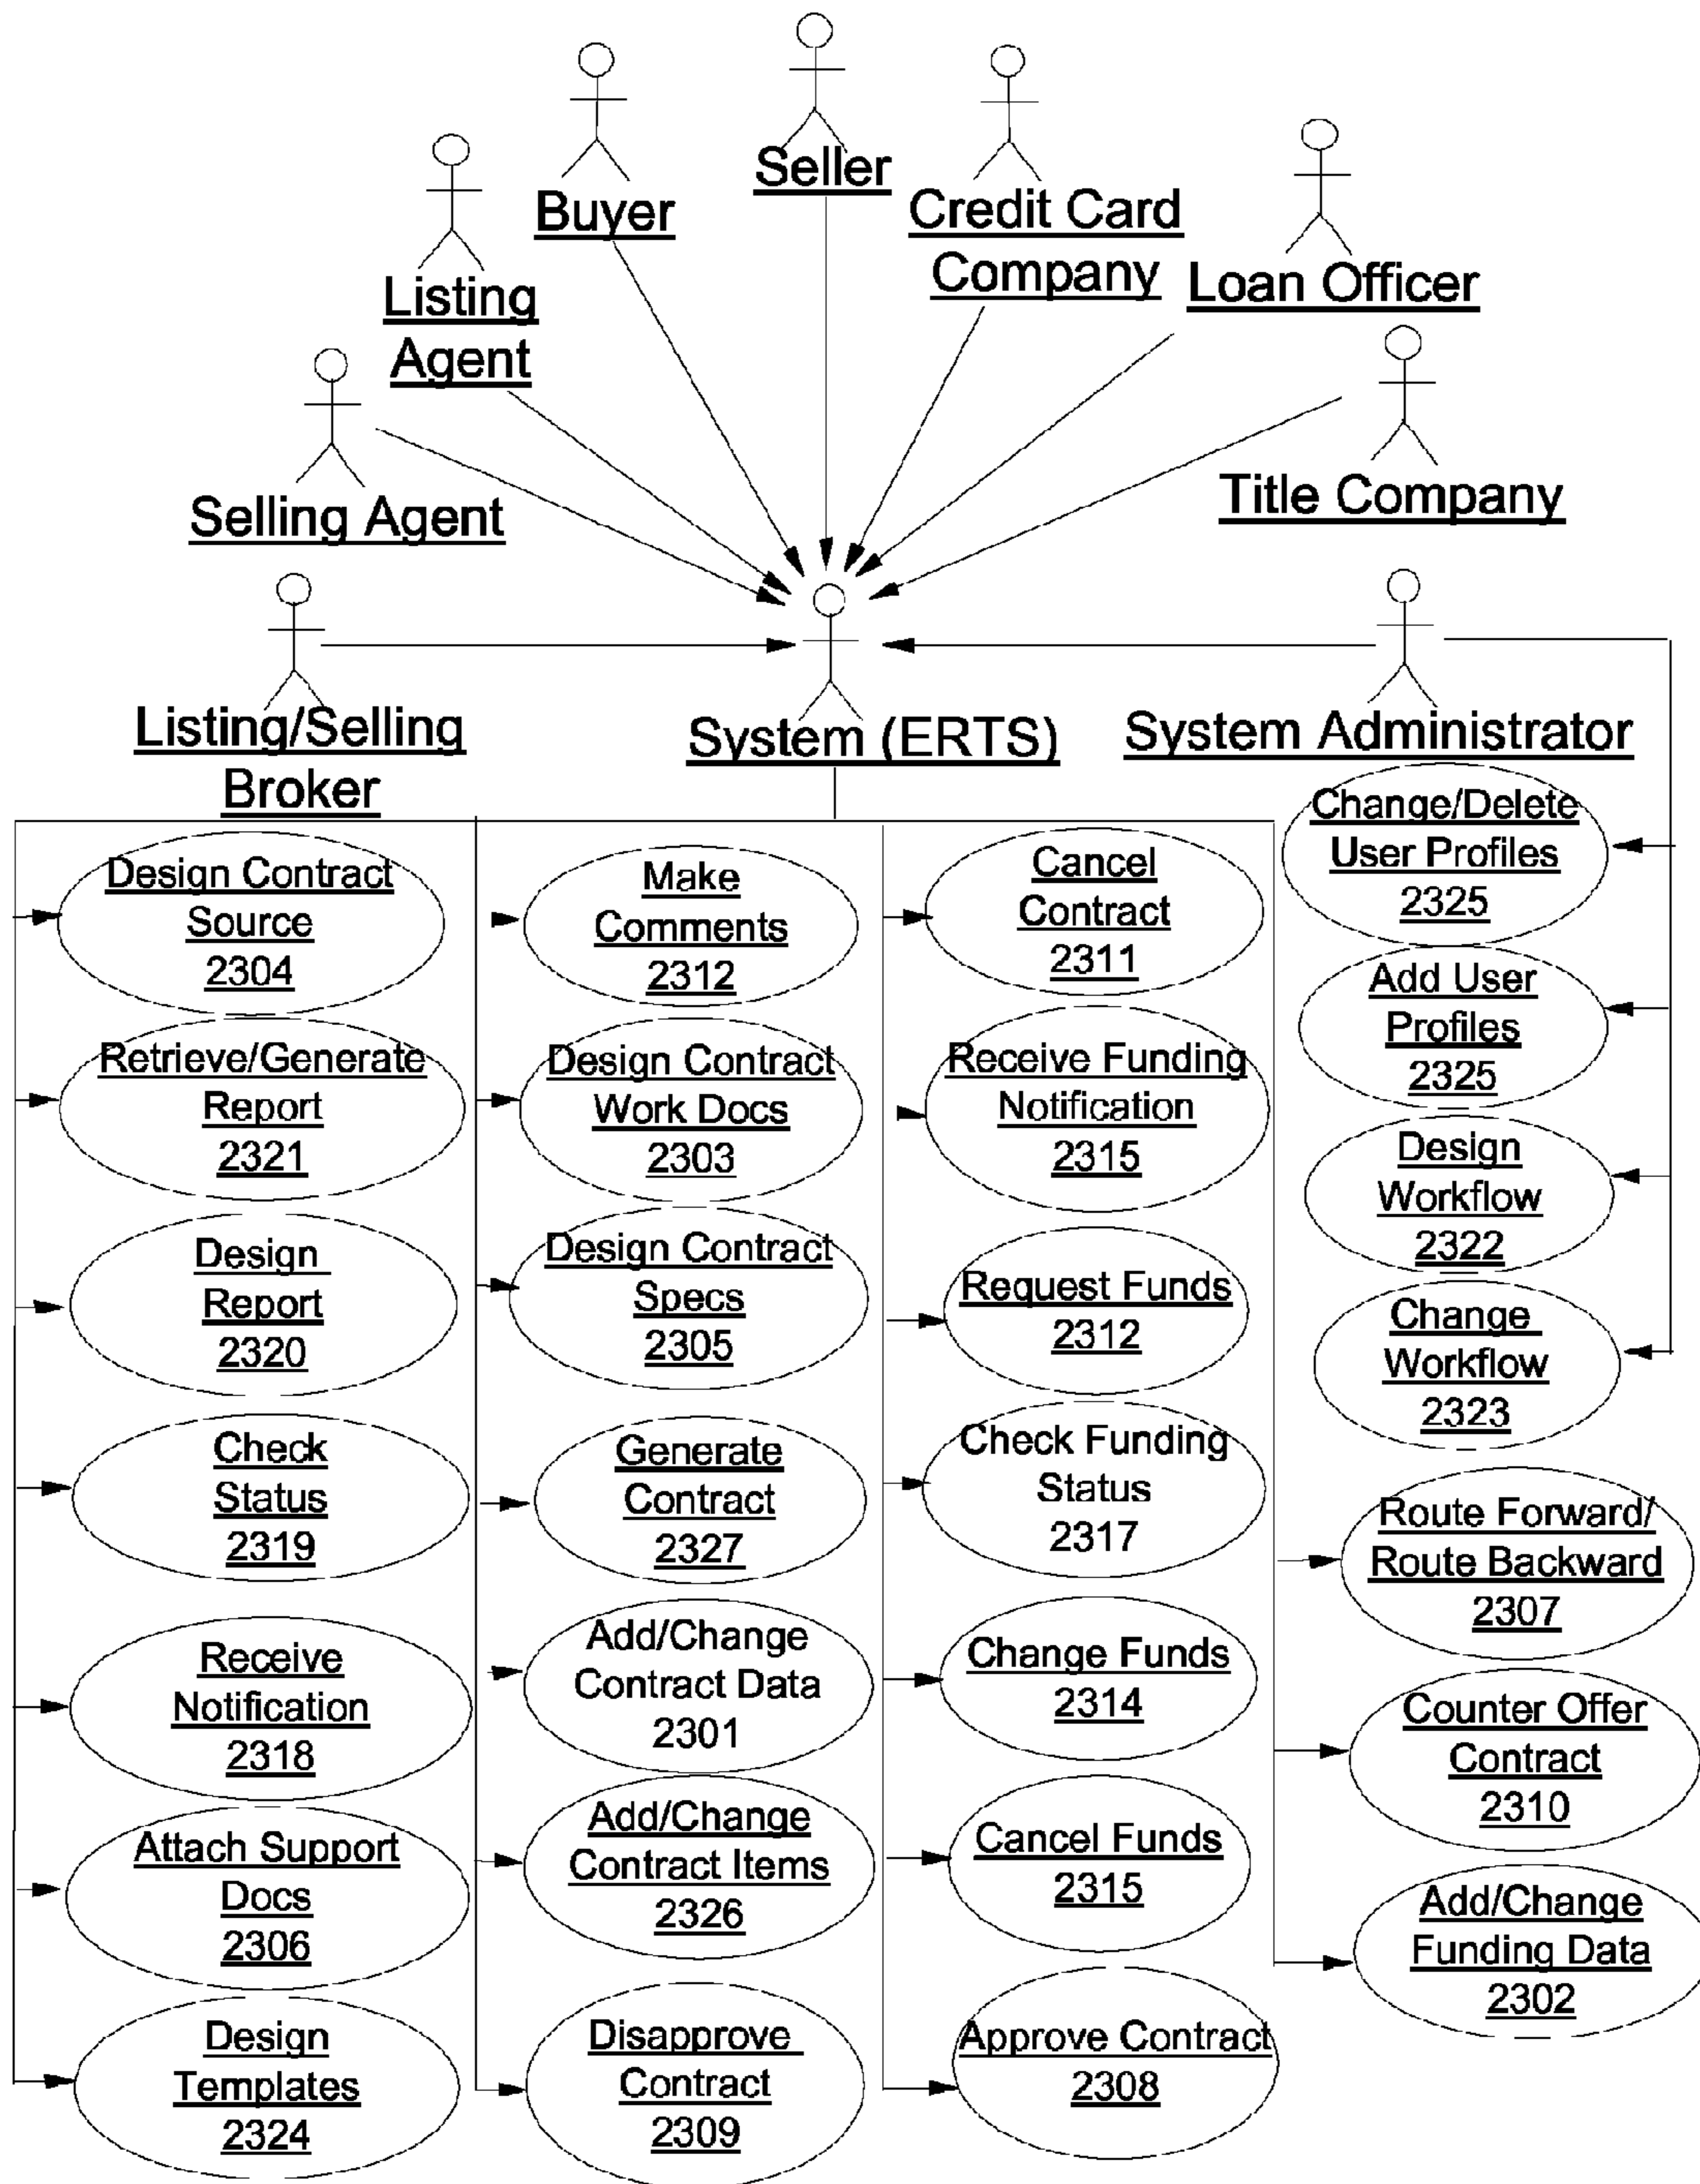 Seller
Buyer
Credit Card
Company
Listing
Agent
Loan Officer
Selling Agent
Title Company
Listing/Selling
Broker
System (ERTS)
System Administrator
Design Contract
Source
2304
Retrieve/Generate
Report
2321
Design
Report
2320
Check
Status
2319
Receive
Notification
2318
Attach Support
Docs
2306
Design
Templates
2324
Make
Comments
2312
Design Contract
Work Docs
2303
Design Contract
Specs
2305
Generate
Contract
2327
Add/Change
Contract Data
2301
Add/Change
Contract Items
2326
Disapprove
Contract
2309
Cancel
Contract
2311
Receive Funding
Notification
2315
Request Funds
2312
Check Funding
Status
2317
Change Funds
2314
Cancel Funds
2315
Approve Contract
2308
Change/Delete
User Profiles
2325
Add User
Profiles
2325
Design
Workflow
2322
Change
Workflow
2323
Route Forward/
Route Backward
2307
Counter Offer
Contract
2310
Add/Change
Funding Data
2302